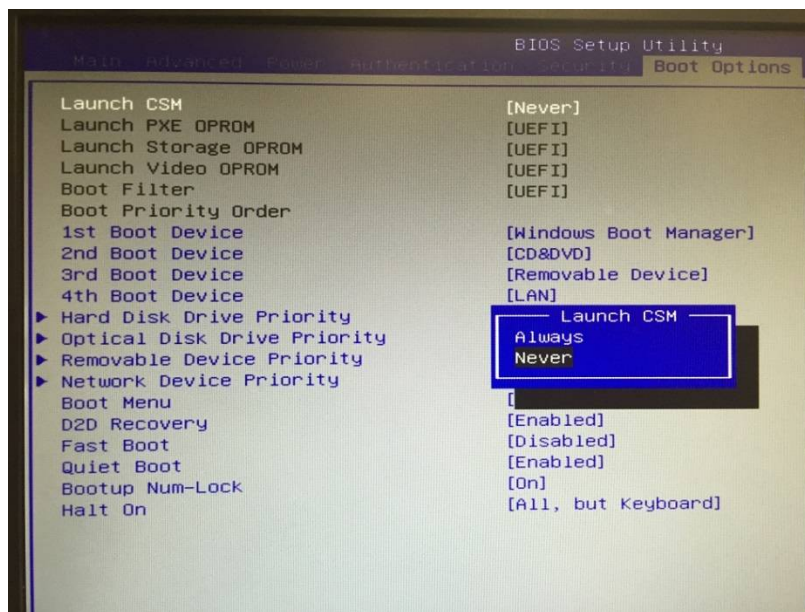 BIOS Setup Utility
Main Advanced Power Authentication Security Boot Options
Launch CSM [Never]
Launch PXE OPROM [UEFI]
Launch Storage OPROM [UEFI]
Launch Video OPROM [UEFI]
Boot Filter [UEFI]
Boot Priority Order
1st Boot Device [Windows Boot Manager]
2nd Boot Device [CD&DVD]
3rd Boot Device [Removable Device]
4th Boot Device [LAN]
Hard Disk Drive Priority
Launch CSM
Optical Disk Drive Priority
Always
Removable Device Priority
Never
Network Device Priority
Boot Menu [
D2D Recovery [Enabled]
Fast Boot [Disabled]
Quiet Boot [Enabled]
Bootup Num-Lock [On]
Halt On [All, but Keyboard]